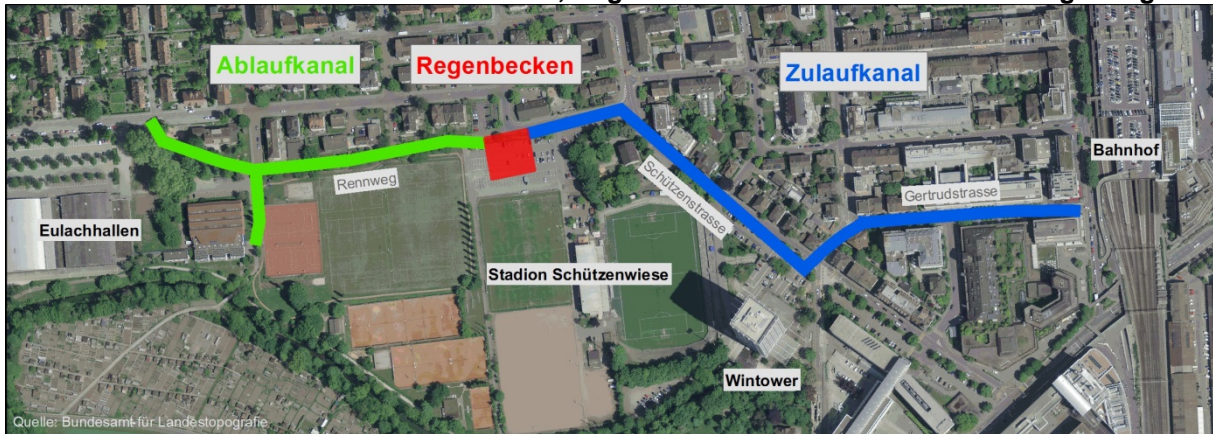 Ablaufkanal
Regenbecken
Zulaufkanal
Bahnhof
Rennweg
Schützenstrasse
Gertrudstrasse
Eulachhallen
Stadion Schützenwiese
Wintower
Quelle: Bundesamt für Landestopografie